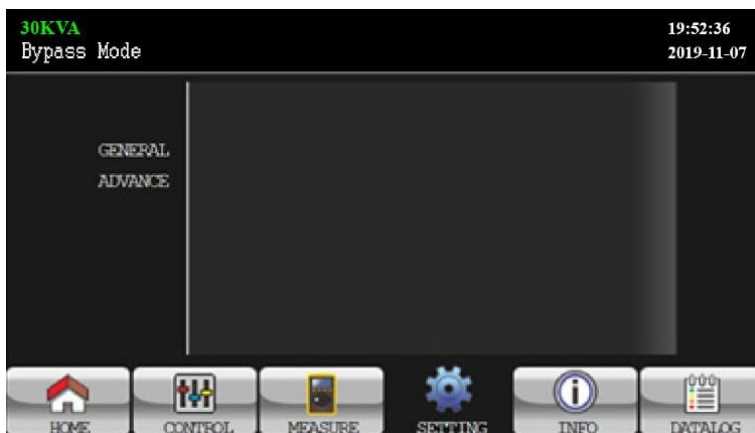 30KVA
19:52:36
Bypass Mode
2019-11-07
GENERAL
ADVANCE
HOME
CONTROL
MEASURE
SETTING
INFO
DATALOG